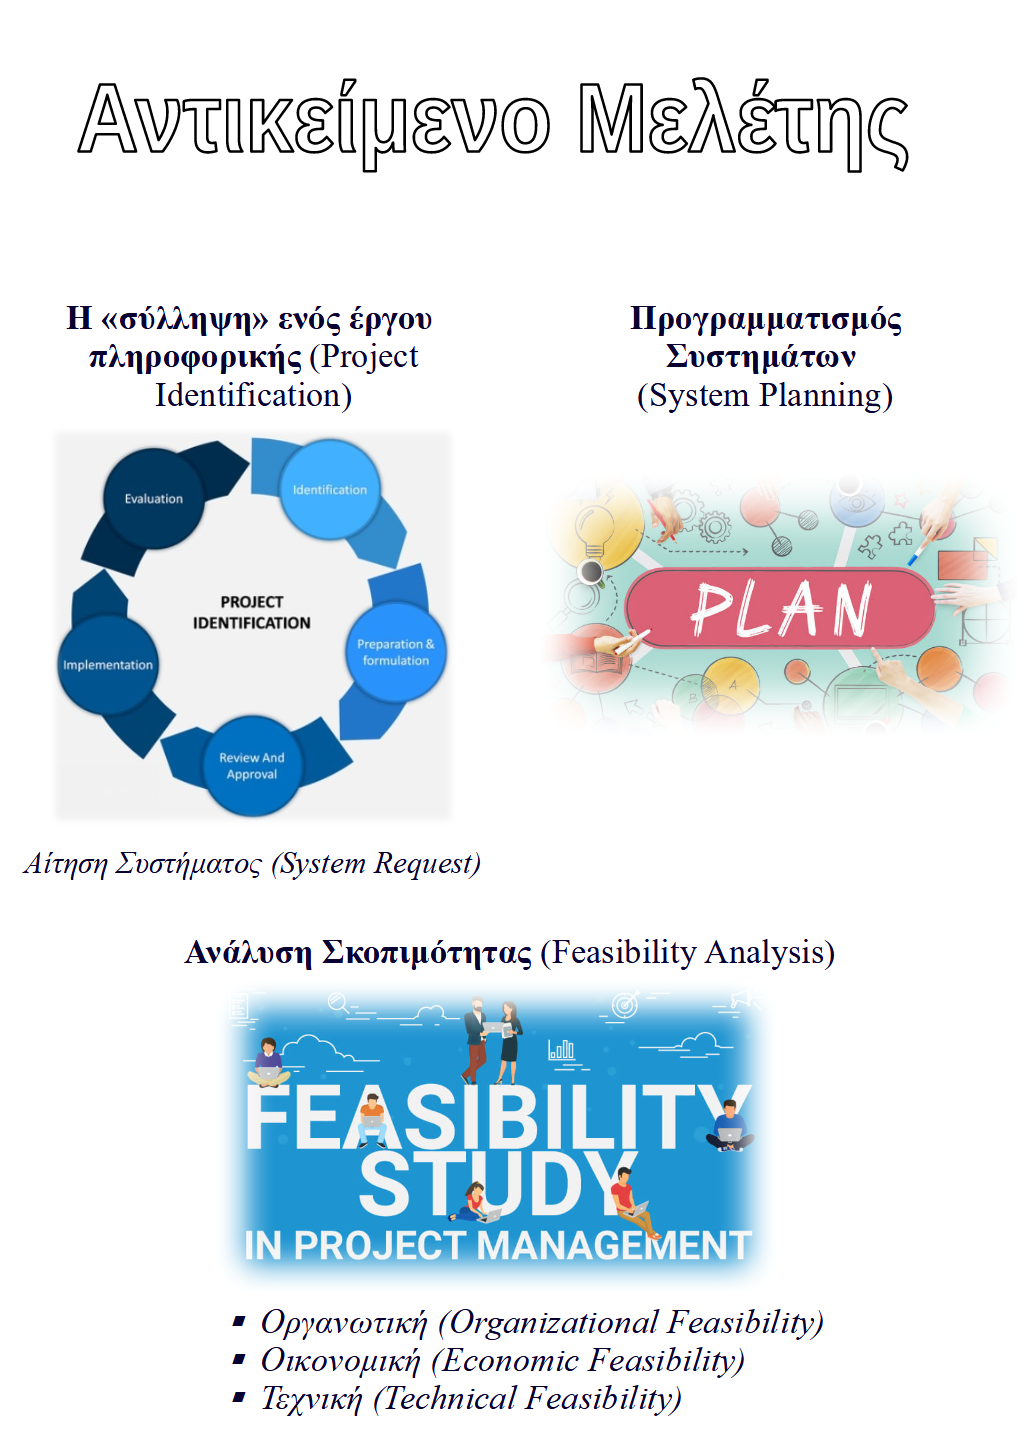 Αντικείμενο Μελέτης
Η «σύλληψη» ενός έργου
πληροφορικής (Project
Identification)
Evaluation
Identification
PROJECT
IDENTIFICATION
Preparation &
formulation
Implementation
Review And
Approval
Αίτηση Συστήματος (System Request)
Προγραμματισμός
Συστημάτων
(System Planning)
PLAN
A
B
Ανάλυση Σκοπιμότητας (Feasibility Analysis)
FEASIBILITY
STUDY
IN PROJECT MANAGEMENT
▪ Οργανωτική (Organizational Feasibility)
▪ Οικονομική (Economic Feasibility)
▪ Τεχνική (Technical Feasibility)